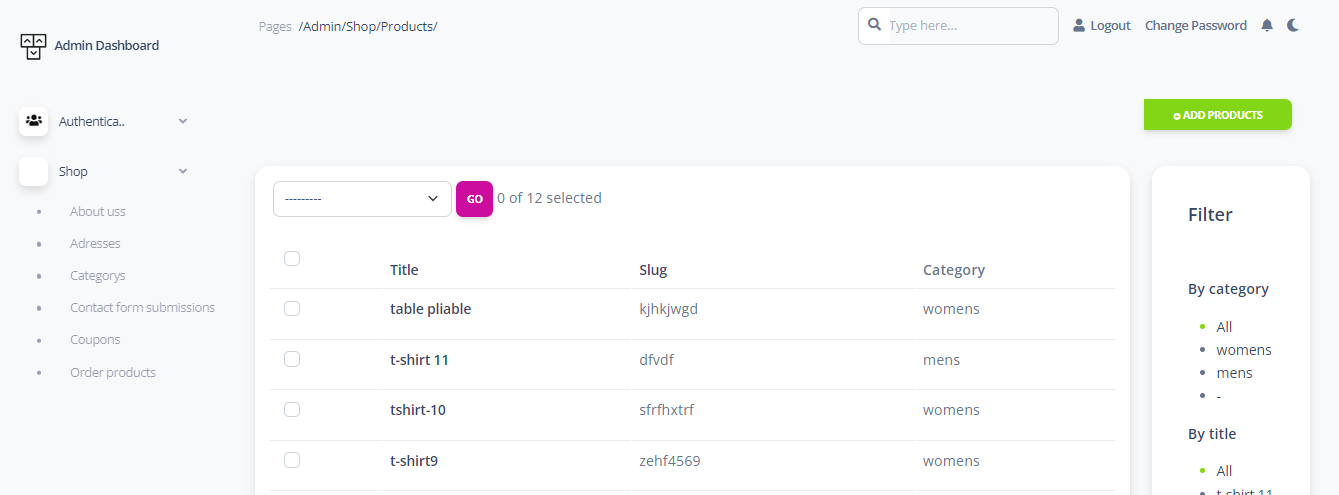 Pages /Admin/Shop/Products/
Type here...
Logout
Change Password
Admin Dashboard
Authentica..
Shop
About uss
Adresses
Categorys
Contact form submissions
Coupons
Order products
ADD PRODUCTS
---------
GO
0 of 12 selected
Title Slug Category
table pliable kjhkjwgd womens
t-shirt 11 dfvdf mens
tshirt-10 sfrfhxtrf womens
t-shirt9 zehf4569 womens
Filter
By category
All
womens
mens
-
By title
All
t-shirt 11